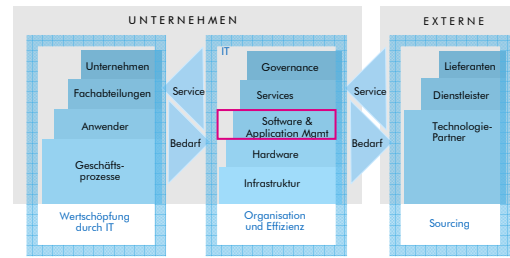 UNTERNEHMEN
EXTERNE
Unternehmen
Fachabteilungen
Anwender
Geschäfts-
prozesse
Wertschöpfung
durch IT
Service
Bedarf
IT
Governance
Services
Software &
Application Mgmt
Hardware
Infrastruktur
Organisation
und Effizienz
Service
Bedarf
Lieferanten
Dienstleister
Technologie-
Partner
Sourcing